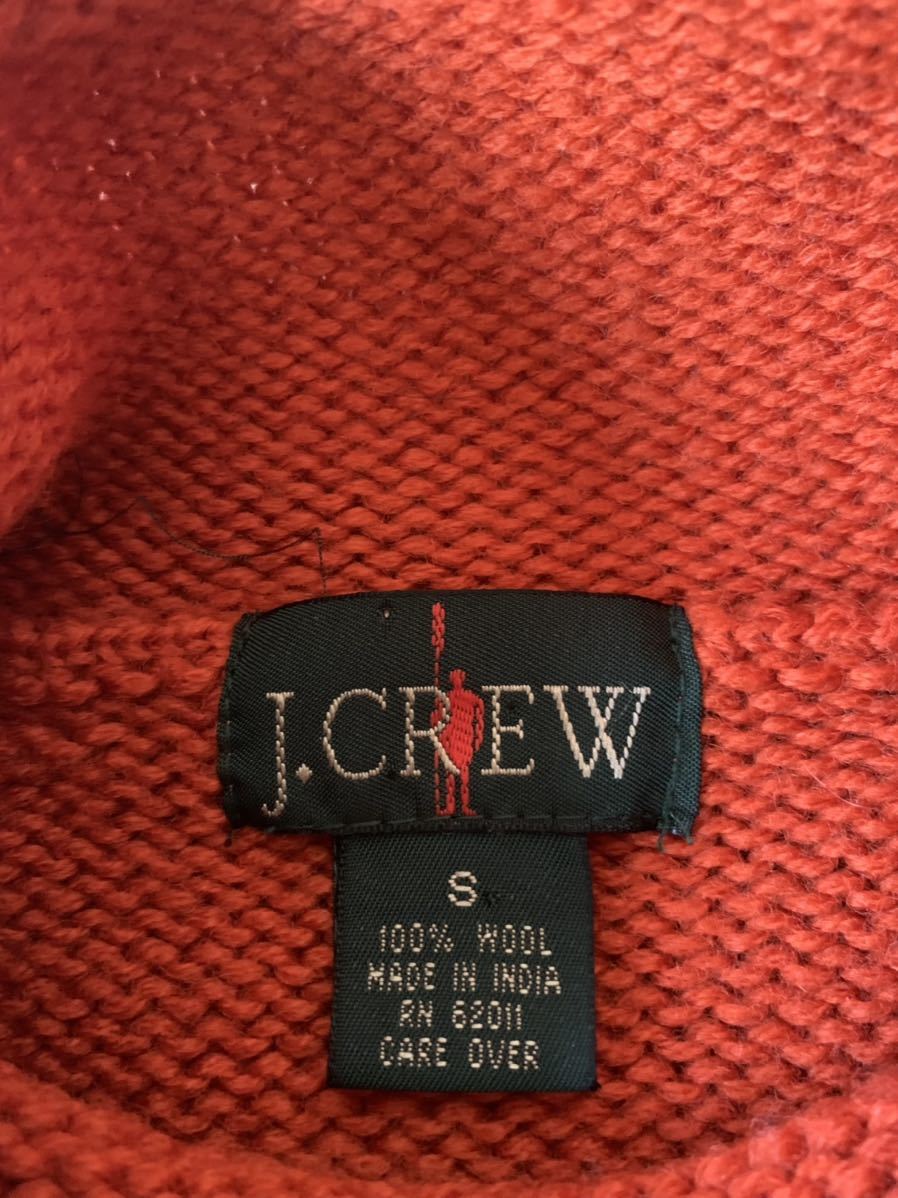 J.CREW
S
100% WOOL
MADE IN INDIA
RN 62011
CARE OVER